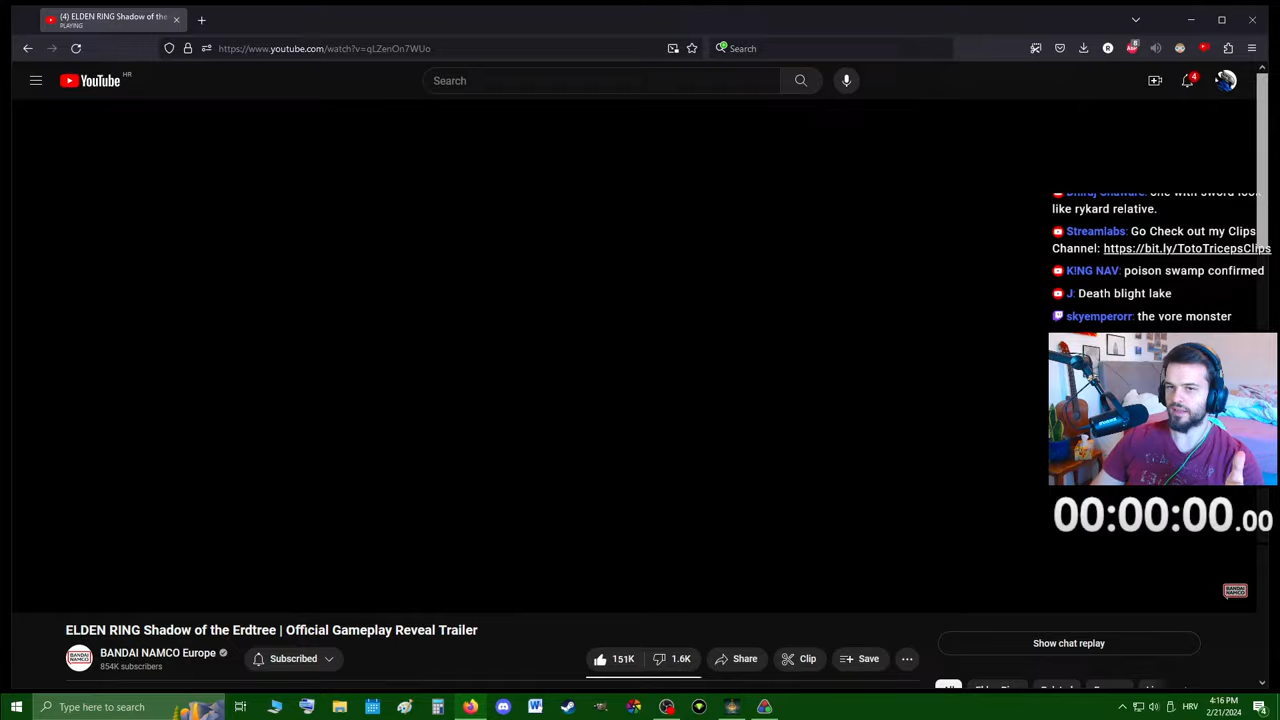 (4) ELDEN RING Shadow of the
PLAYING
https://www.youtube.com/watch?v=qLZenOn7WUo
Search
YouTube HR
Search
4
like rykard relative.
Streamlabs: Go Check out my Clips
Channel: https://bit.ly/TotoTricepsClips
K!NG NAV: poison swamp confirmed
J: Death blight lake
skyemperorr: the vore monster
00:00:00.00
BANDAI
NAMCO
ELDEN RING Shadow of the Erdtree | Official Gameplay Reveal Trailer
BANDAI NAMCO Europe
854K subscribers
Subscribed
151K
1.6K
Share
Clip
Save
Show chat replay
Type here to search
HRV
4:16 PM
2/21/2024
4